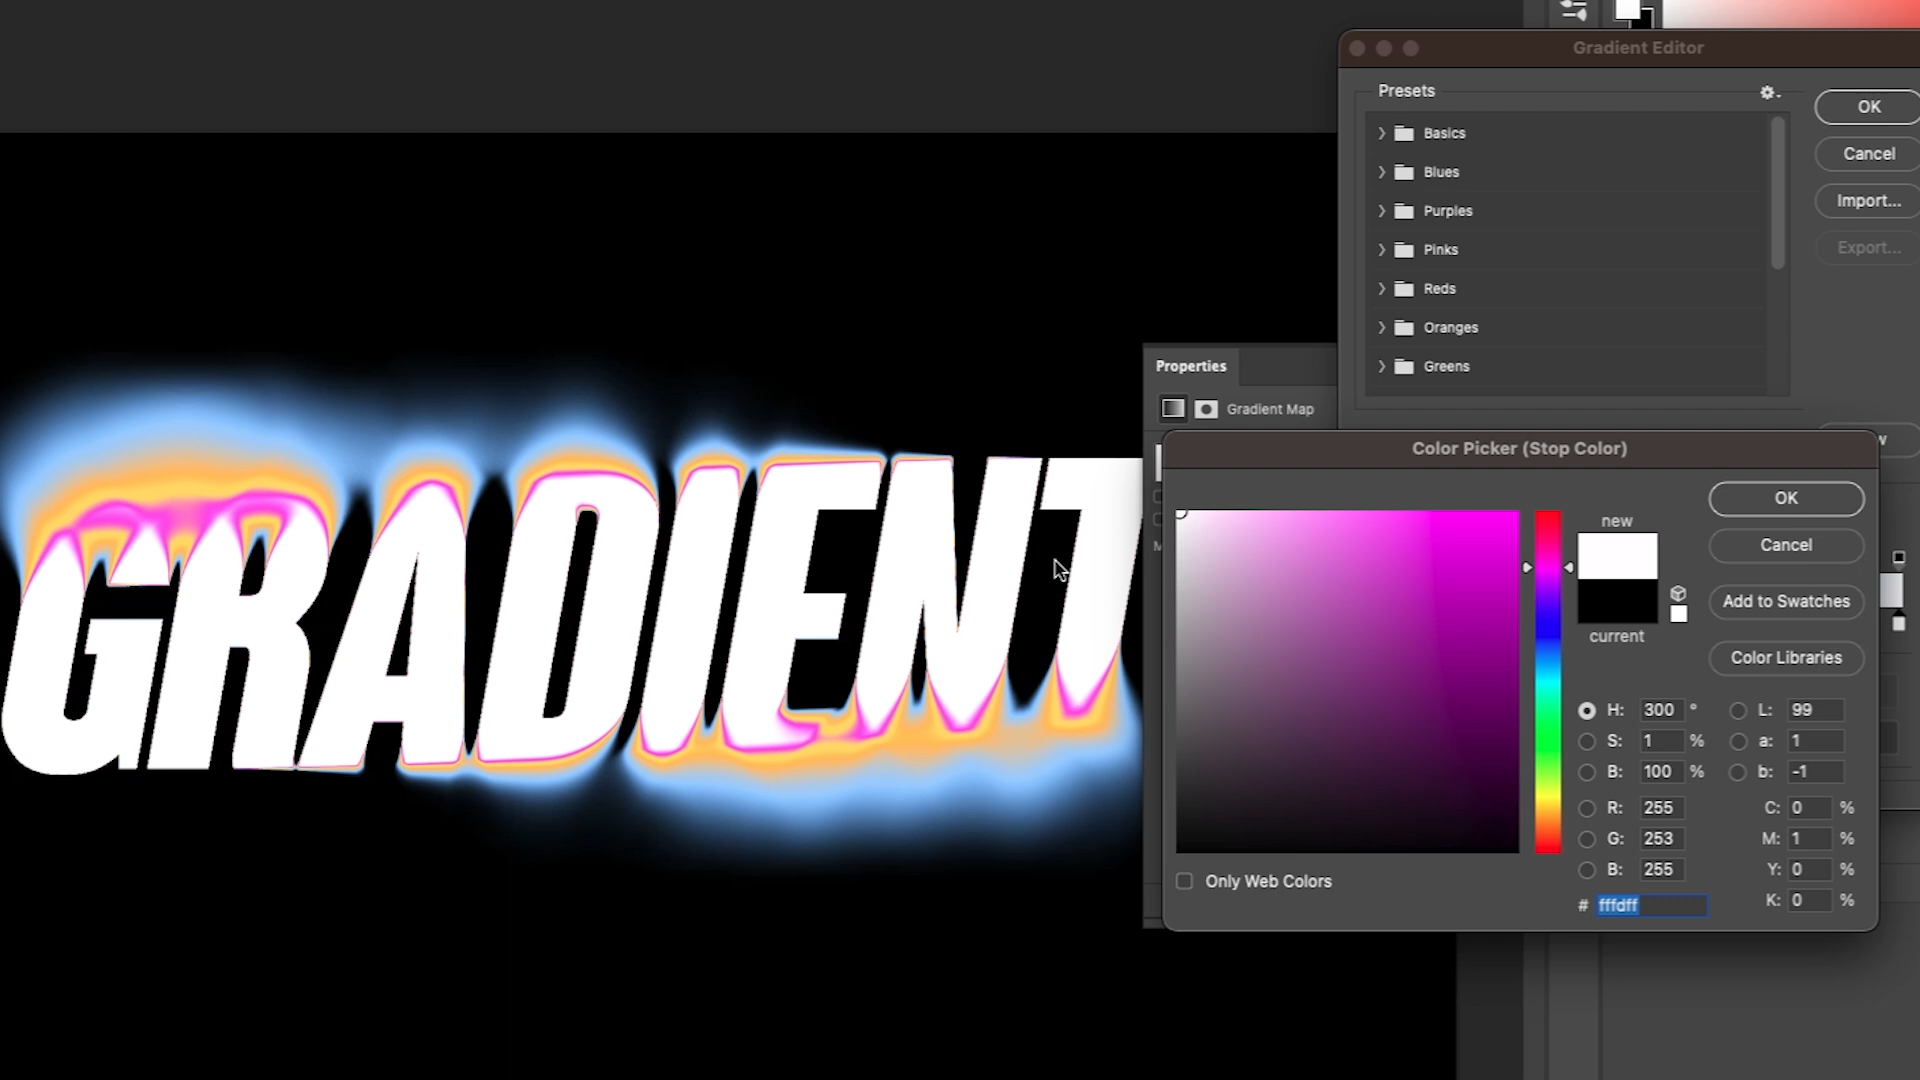 Gradient Editor
Presets
OK
Basics
Cancel
Blues
Import...
Purples
Export...
Pinks
Reds
Oranges
Greens
Properties
Gradient Map
GRADIENT
Color Picker (Stop Color)
OK
new
Cancel
Add to Swatches
current
Color Libraries
H: 300 ° L: 99
S: 1 % a: 1
B: 100 % b: -1
R: 255 C: 0 %
G: 253 M: 1 %
B: 255 Y: 0 %
# fffdff K: 0 %
Only Web Colors